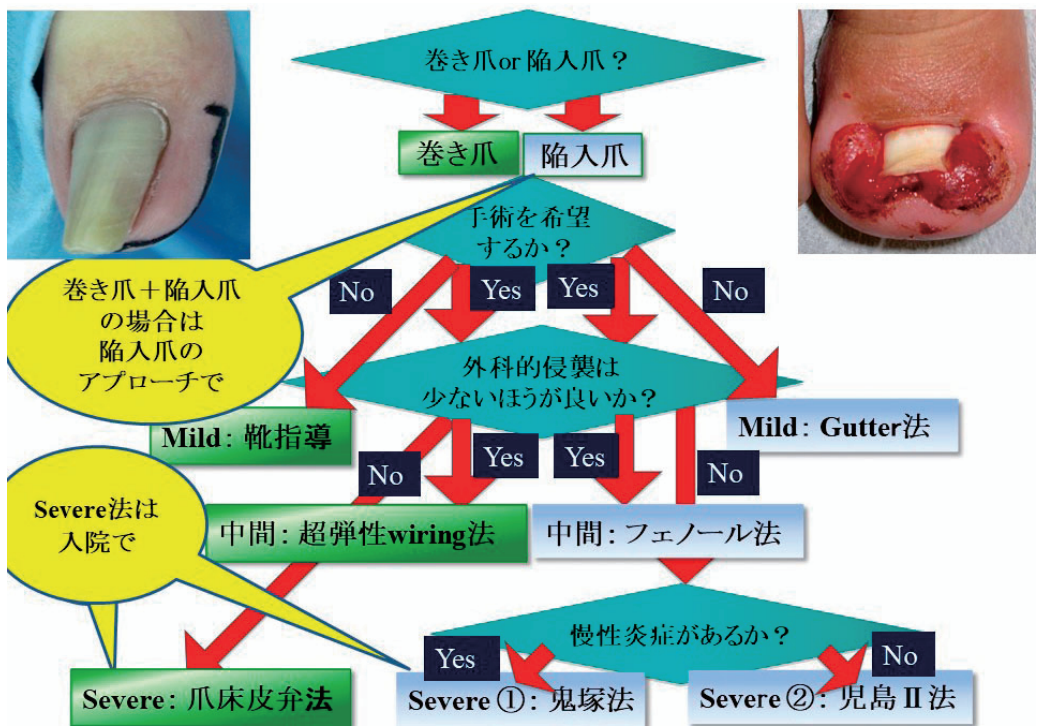 巻き爪or 陥入爪？
巻き爪
陥入爪
手術を希望
するか？
No
Yes
Yes
No
巻き爪＋陥入爪
の場合は
陥入爪の
アプローチで
外科的侵襲は
少ないほうが良いか？
Mild：靴指導
Mild：Gutter法
No
Yes
Yes
No
Severe法は
入院で
中間：超弾性wiring法
中間：フェノール法
慢性炎症があるか？
Yes
No
Severe：爪床皮弁法
Severe①：鬼塚法
Severe②：児島Ⅱ法